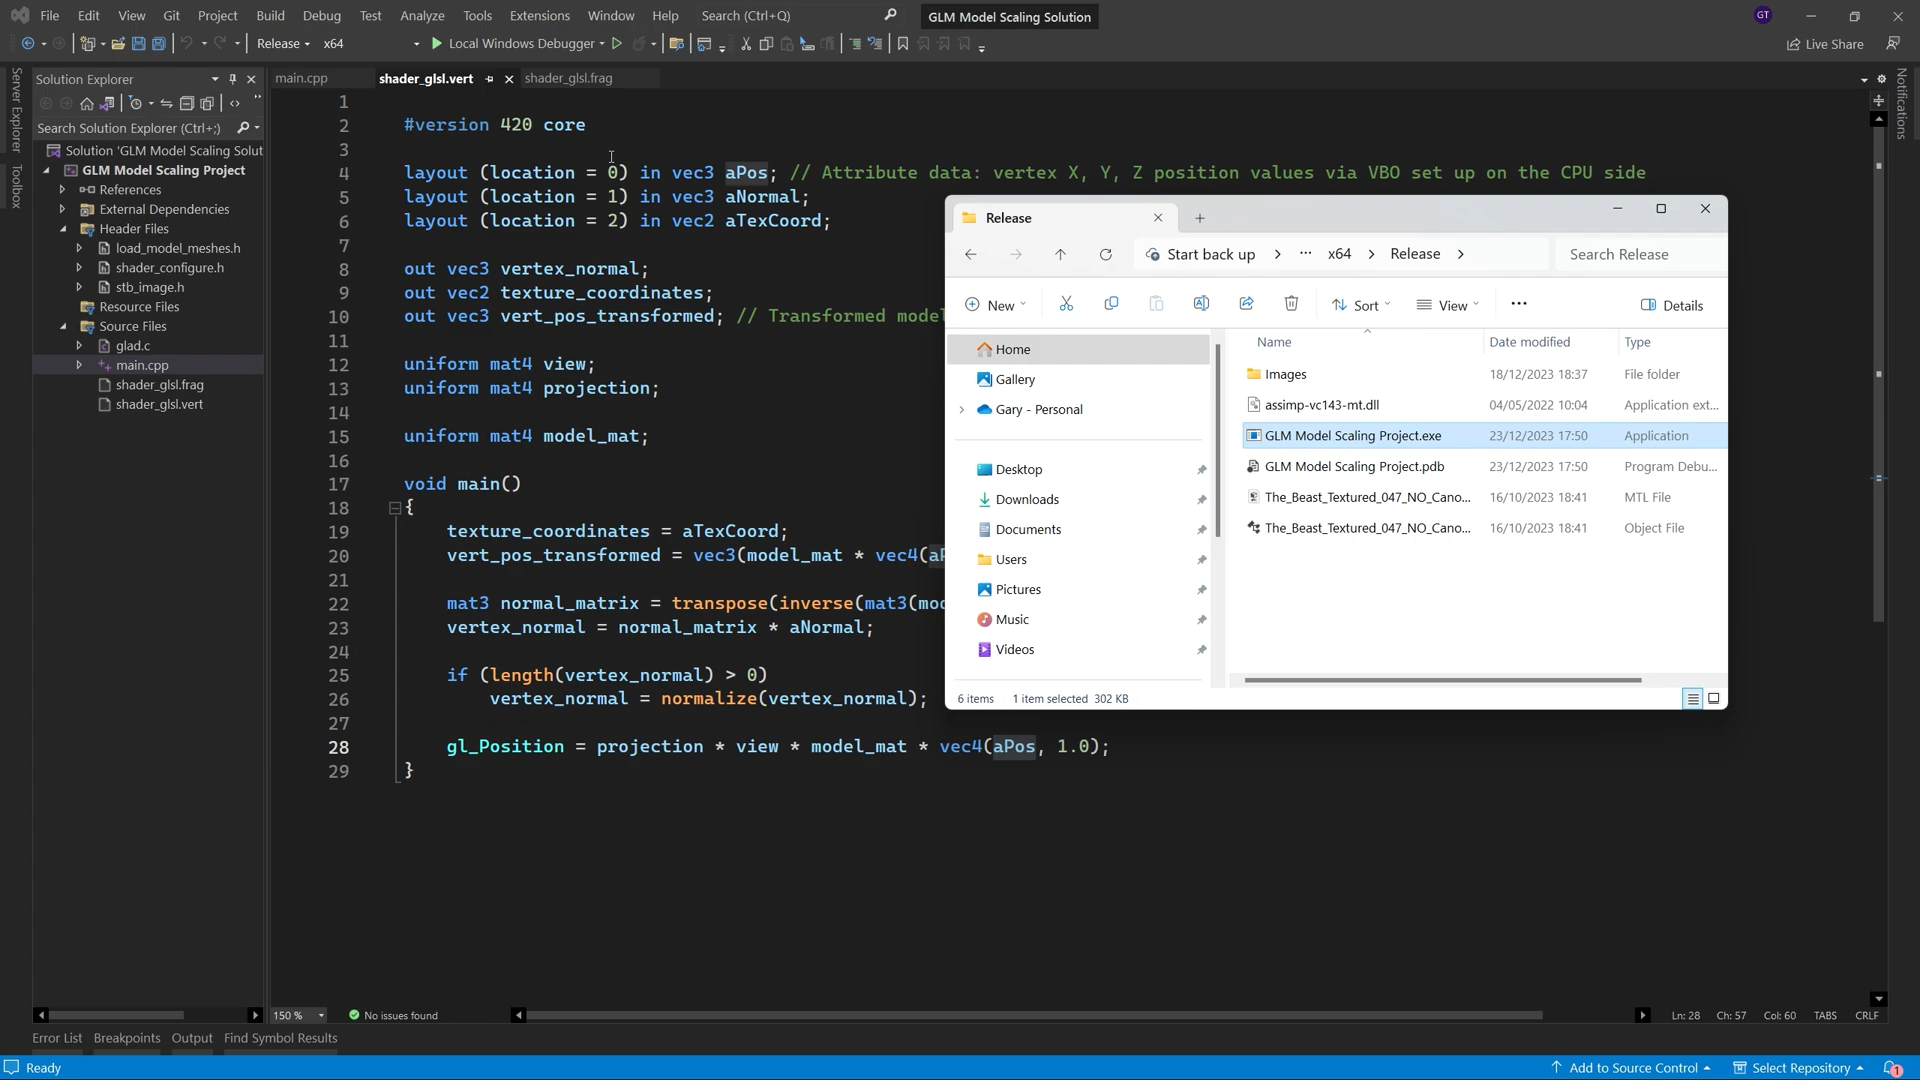 File Edit View Git Project Build Debug Test Analyze Tools Extensions Window Help Search (Ctrl+Q) GLM Model Scaling Solution GT
Release x64 Local Windows Debugger Live Share
Server Explorer
Toolbox
Notifications
Solution Explorer
Search Solution Explorer (Ctrl+;)
Solution 'GLM Model Scaling Solut
GLM Model Scaling Project
References
External Dependencies
Header Files
load_model_meshes.h
shader_configure.h
stb_image.h
Resource Files
Source Files
glad.c
main.cpp
shader_glsl.frag
shader_glsl.vert
main.cpp shader_glsl.vert shader_glsl.frag
1
2 #version 420 core
3
4 layout (location = 0) in vec3 aPos; // Attribute data: vertex X, Y, Z position values via VBO set up on the CPU side
5 layout (location = 1) in vec3 aNormal;
6 layout (location = 2) in vec2 aTexCoord;
7
8 out vec3 vertex_normal;
9 out vec2 texture_coordinates;
10 out vec3 vert_pos_transformed; // Transformed model
11
12 uniform mat4 view;
13 uniform mat4 projection;
14
15 uniform mat4 model_mat;
16
17 void main()
18 {
19 texture_coordinates = aTexCoord;
20 vert_pos_transformed = vec3(model_mat * vec4(aP
21
22 mat3 normal_matrix = transpose(inverse(mat3(mod
23 vertex_normal = normal_matrix * aNormal;
24
25 if (length(vertex_normal) > 0)
26 vertex_normal = normalize(vertex_normal);
27
28 gl_Position = projection * view * model_mat * vec4(aPos, 1.0);
29 }
Release
Start back up > ... x64 > Release > Search Release
New Sort View ... Details
Home
Gallery
Gary - Personal
Desktop
Downloads
Documents
Users
Pictures
Music
Videos
Name Date modified Type
Images 18/12/2023 18:37 File folder
assimp-vc143-mt.dll 04/05/2022 10:04 Application ext...
GLM Model Scaling Project.exe 23/12/2023 17:50 Application
GLM Model Scaling Project.pdb 23/12/2023 17:50 Program Debu...
The_Beast_Textured_047_NO_Cano... 16/10/2023 18:41 MTL File
The_Beast_Textured_047_NO_Cano... 16/10/2023 18:41 Object File
6 items 1 item selected 302 KB
150 % No issues found Ln: 28 Ch: 57 Col: 60 TABS CRLF
Error List Breakpoints Output Find Symbol Results
Ready Add to Source Control Select Repository 1